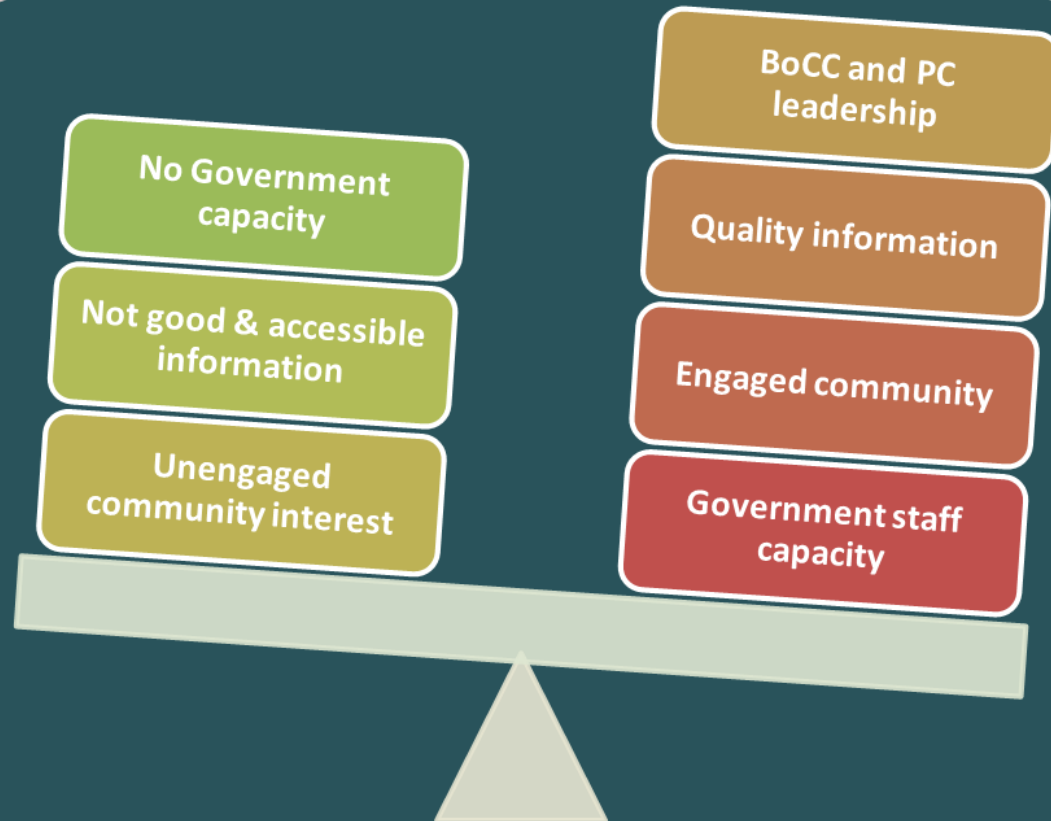 No Government
capacity
Not good & accessible
information
Unengaged
community interest
BoCC and PC
leadership
Quality information
Engaged community
Government staff
capacity